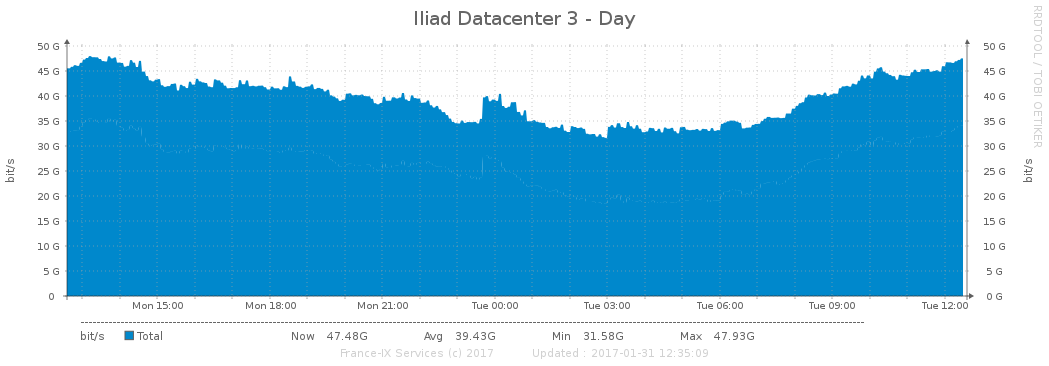 Iliad Datacenter 3 - Day
RRDTOOL / TOBI OETIKER
bit/s
50 G
45 G
40 G
35 G
30 G
25 G
20 G
15 G
10 G
5 G
0
50 G
45 G
40 G
35 G
30 G
25 G
20 G
15 G
10 G
5 G
0 G
bit/s
Mon 15:00 Mon 18:00 Mon 21:00 Tue 00:00 Tue 03:00 Tue 06:00 Tue 09:00 Tue 12:00
bit/s Total Now 47.48G Avg 39.43G Min 31.58G Max 47.93G
France-IX Services (c) 2017 Updated : 2017-01-31 12:35:09